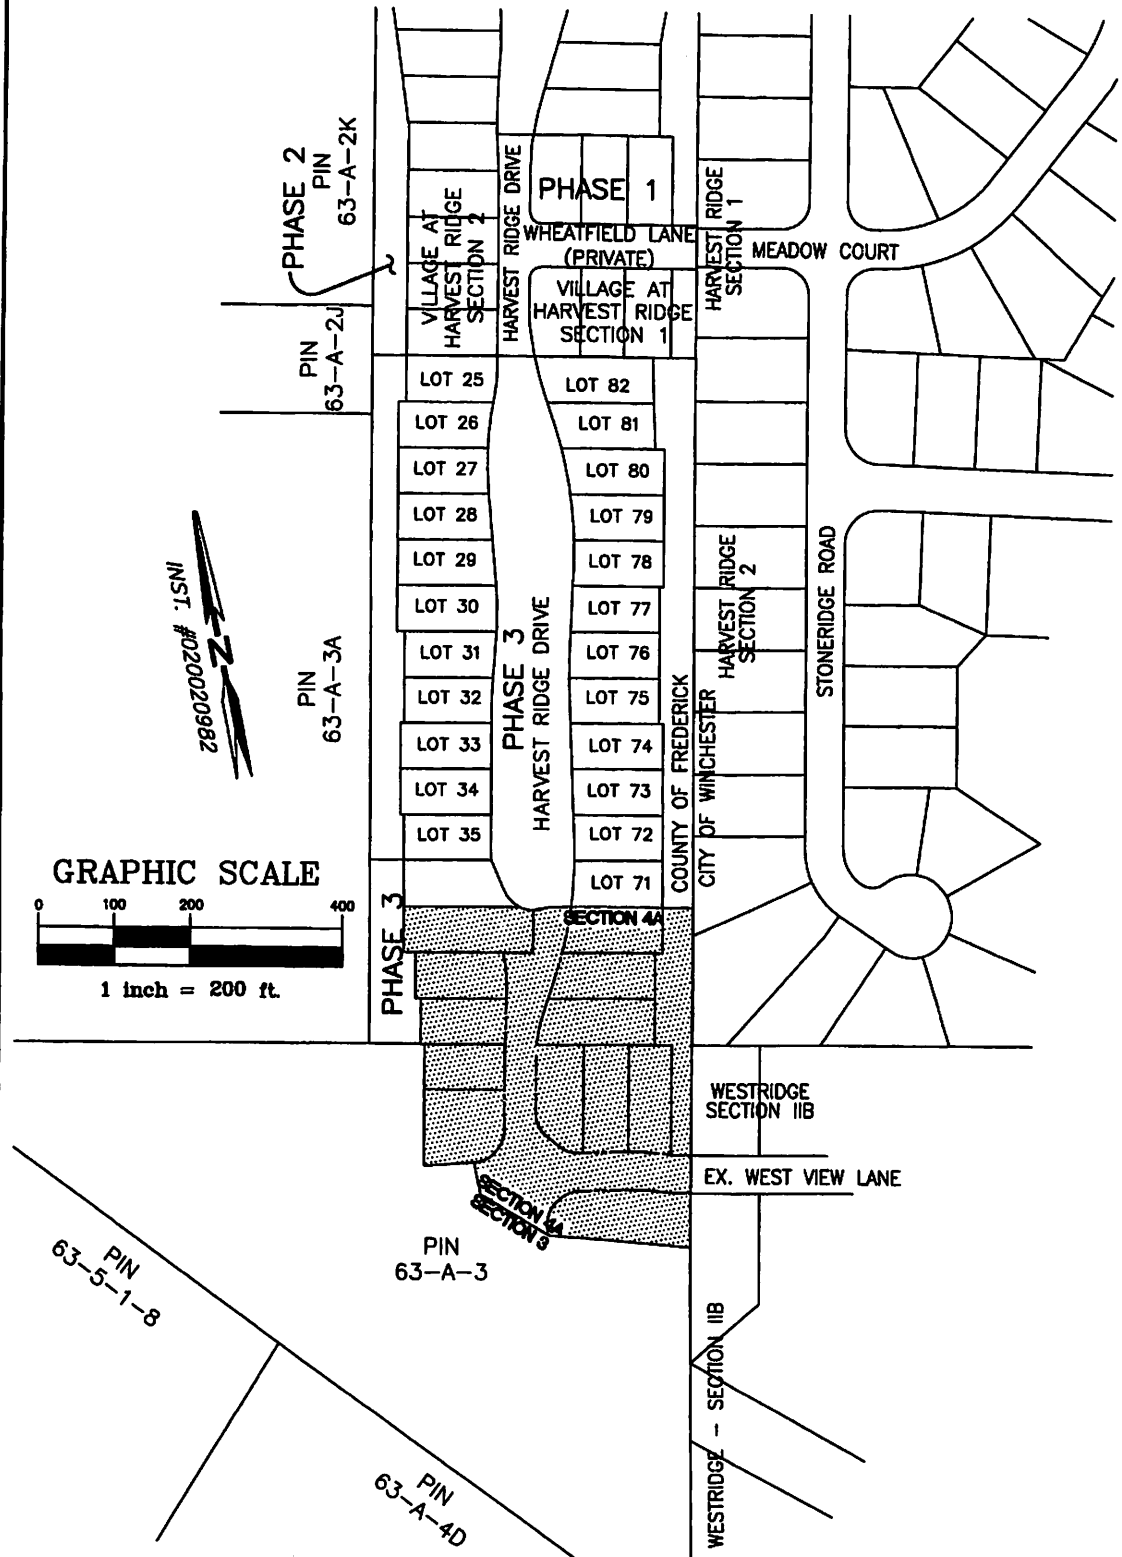 PHASE 2
PIN
63-A-2K
VILLAGE AT
HARVEST RIDGE
SECTION 2
HARVEST RIDGE DRIVE
PHASE 1
WHEATFIELD LANE
(PRIVATE)
VILLAGE AT
HARVEST RIDGE
SECTION 1
HARVEST RIDGE
SECTION 1
MEADOW COURT
PIN
63-A-2J
LOT 25
LOT 82
LOT 26
LOT 81
LOT 27
LOT 80
LOT 28
LOT 79
LOT 29
LOT 78
LOT 30
LOT 77
LOT 31
LOT 76
LOT 32
LOT 75
LOT 33
LOT 74
LOT 34
LOT 73
LOT 35
LOT 72
LOT 71
PHASE 3
HARVEST RIDGE DRIVE
HARVEST RIDGE
SECTION 2
STONERIDGE ROAD
COUNTY OF FREDERICK
CITY OF WINCHESTER
N
INST. #020020982
PIN
63-A-3A
GRAPHIC SCALE
0 100 200 400
1 inch = 200 ft.
PHASE 3
SECTION 4A
WESTRIDGE
SECTION IIB
EX. WEST VIEW LANE
SECTION 4A
SECTION 3
PIN
63-A-3
PIN
63-5-1-8
WESTRIDGE - SECTION IIB
PIN
63-A-4D